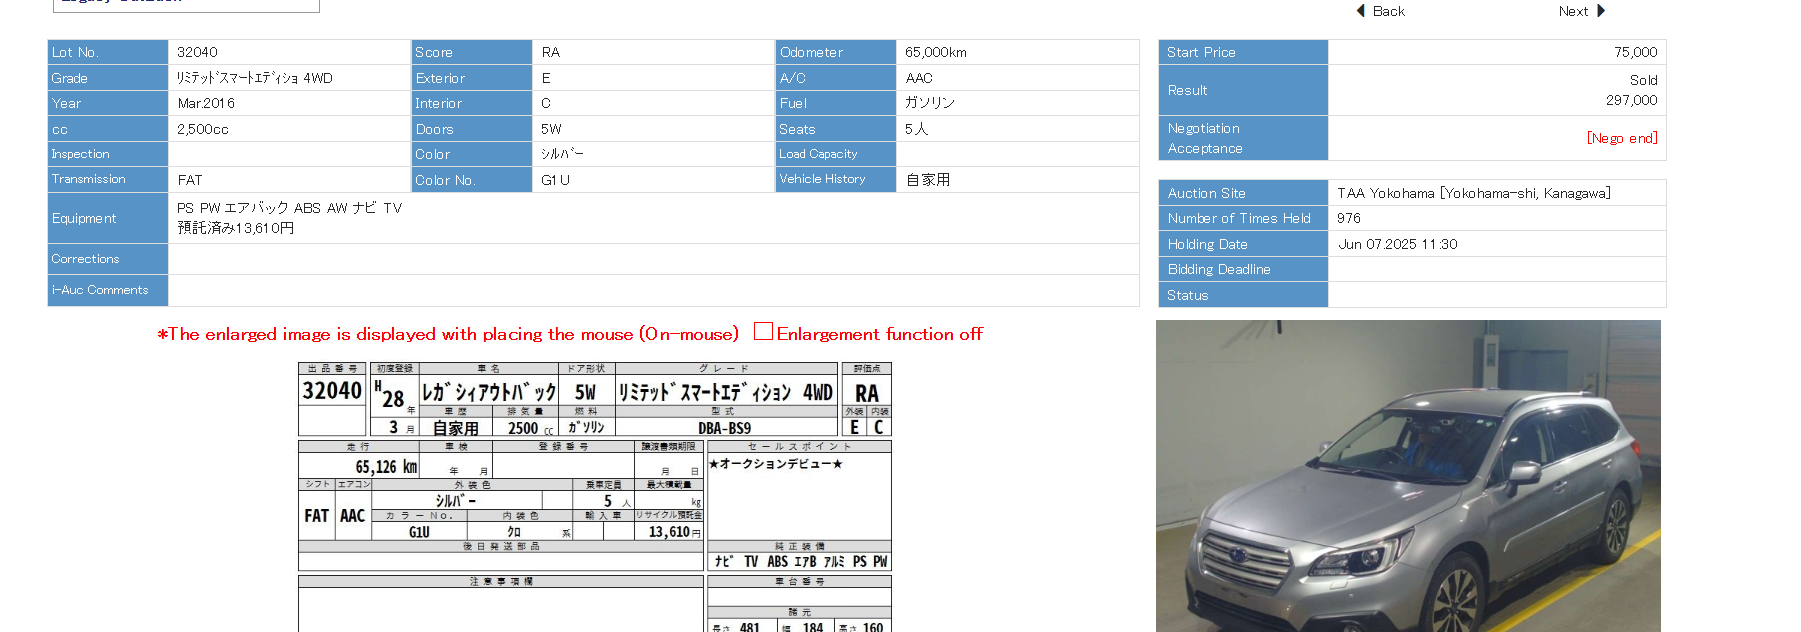 Back Next
Lot No. 32040 Score RA Odometer 65,000km
Grade ﾘﾐﾃｯﾄﾞｽﾏｰﾄｴﾃﾞｨｼｮ 4WD Exterior E A/C AAC
Year Mar.2016 Interior C Fuel ガソリン
cc 2,500cc Doors 5W Seats 5人
Inspection Color ｼﾙﾊﾞｰ Load Capacity
Transmission FAT Color No. G1U Vehicle History 自家用
Equipment PS PW エアバック ABS AW ナビ TV
預託済み13,610円
Corrections
i-Auc Comments
Start Price 75,000
Result Sold
297,000
Negotiation
Acceptance [Nego end]
Auction Site TAA Yokohama [Yokohama-shi, Kanagawa]
Number of Times Held 976
Holding Date Jun 07.2025 11:30
Bidding Deadline
Status
*The enlarged image is displayed with placing the mouse (On-mouse) Enlargement function off
出品番号 初度登録 車名 ドア形状 グレード 評価点
32040 H28年 ﾚｶﾞｼｨｱｳﾄﾊﾞｯｸ 5W ﾘﾐﾃｯﾄﾞｽﾏｰﾄｴﾃﾞｨｼｮﾝ 4WD RA
車歴 排気量 燃料 型式 外装 内装
3月 自家用 2500cc ｶﾞｿﾘﾝ DBA-BS9 E C
走行 車検 登録番号 譲渡書類期限 セールスポイント
65,126 km 年 月 月 日 ★オークションデビュー★
シフト エアコン 外装色 乗車定員 最大積載量
FAT AAC ｼﾙﾊﾞｰ 5人 kg
カラーNo. 内装色 輸入車 リサイクル預託金
G1U ｸﾛ 系 13,610円
後日発送部品 純正装備
ﾅﾋﾞ TV ABS ｴｱB ｱﾙﾐ PS PW
注意事項欄 車台番号
諸元
長さ 481 幅 184 高さ 160